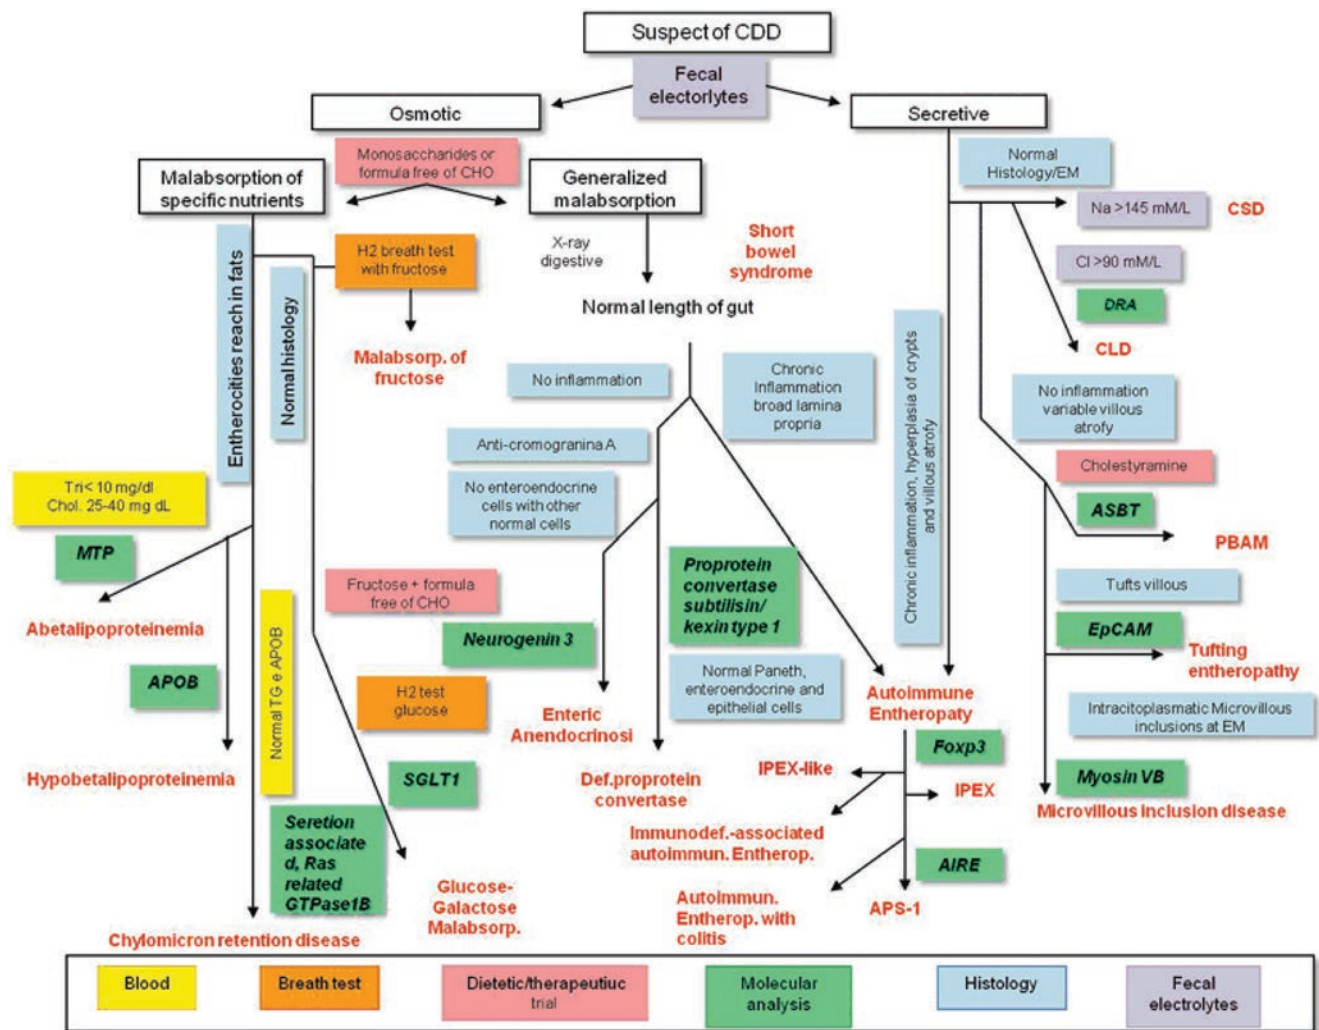 Suspect of CDD
Fecal
electorlytes
Osmotic
Secretive
Monosaccharides or
formula free of CHO
Malabsorption of
specific nutrients
Generalized
malabsorption
Normal
Histology/EM
Na >145 mM/L
CSD
Entherocities reach in fats
Normal histology
H2 breath test
with fructose
X-ray
digestive
Short
bowel
syndrome
Cl >90 mM/L
DRA
CLD
Normal length of gut
Malabsorp. of
fructose
No inflammation
Chronic
Inflammation
broad lamina
propria
Chronic inflammation, hyperplasia of crypts
and villous atrofy
No inflammation
variable villous
atrofy
Anti-cromogranina A
No enteroendocrine
cells with other
normal cells
Cholestyramine
ASBT
PBAM
Tri< 10 mg/dl
Chol. 25-40 mg dL
MTP
Abetalipoproteinemia
Fructose + formula
free of CHO
Neurogenin 3
Proprotein
convertase
subtilisin/
kexin type 1
Tufts villous
EpCAM
Tufting
entheropathy
APOB
Normal TG e APOB
H2 test
glucose
Enteric
Anendocrinosi
Normal Paneth,
enteroendocrine and
epithelial cells
Autoimmune
Entheropaty
Intracitoplasmatic Microvillous
inclusions at EM
Hypobetalipoproteinemia
SGLT1
Def.proprotein
convertase
IPEX-like
Foxp3
IPEX
Myosin VB
Microvillous inclusion disease
Seretion
associate
d, Ras
related
GTPase1B
Immunodef.-associated
autoimmun. Entherop.
AIRE
Glucose-
Galactose
Malabsorp.
Autoimmun.
Entherop. with
colitis
APS-1
Chylomicron retention disease
Blood
Breath test
Dietetic/therapeutiuc
trial
Molecular
analysis
Histology
Fecal
electrolytes